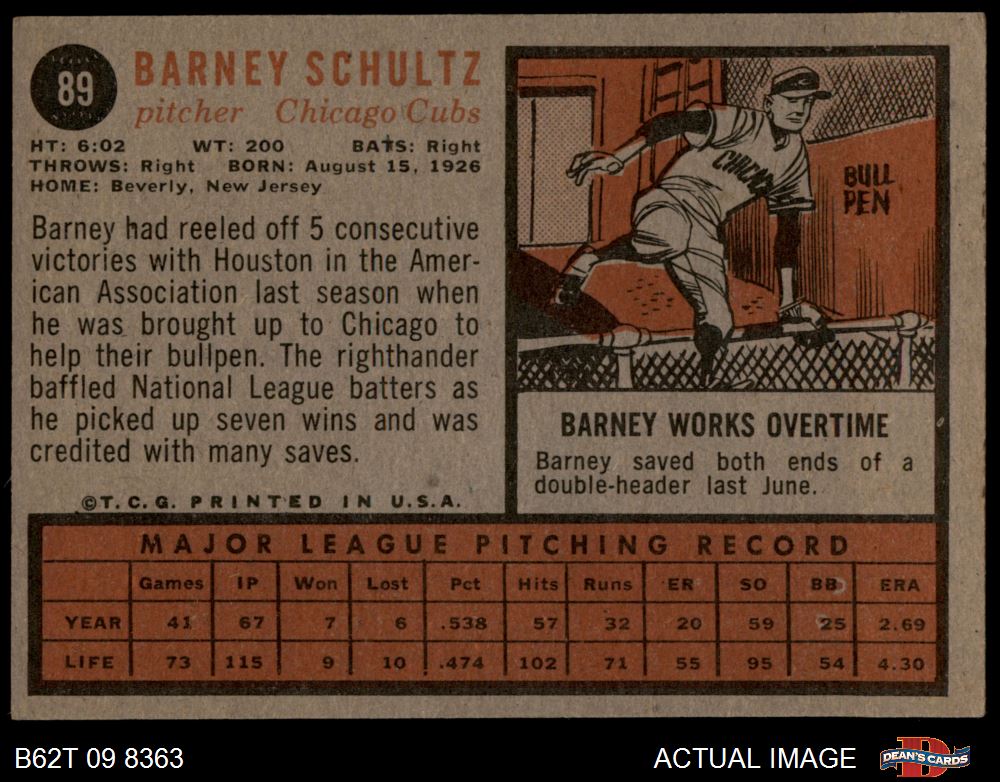 89
BARNEY SCHULTZ
pitcher Chicago Cubs
HT: 6:02 WT: 200 BATS: Right
THROWS: Right BORN: August 15, 1926
HOME: Beverly, New Jersey
Barney had reeled off 5 consecutive
victories with Houston in the Amer-
ican Association last season when
he was brought up to Chicago to
help their bullpen. The righthander
baffled National League batters as
he picked up seven wins and was
credited with many saves.
©T.C.G. PRINTED IN U.S.A.
CHICAGO
BULL
PEN
BARNEY WORKS OVERTIME
Barney saved both ends of a
double-header last June.
MAJOR LEAGUE PITCHING RECORD
Games IP Won Lost Pct Hits Runs ER SO BB ERA
YEAR 41 67 7 6 .538 57 32 20 59 25 2.69
LIFE 73 115 9 10 .474 102 71 55 95 54 4.30
B62T 09 8363
ACTUAL IMAGE
DEAN'S CARDS